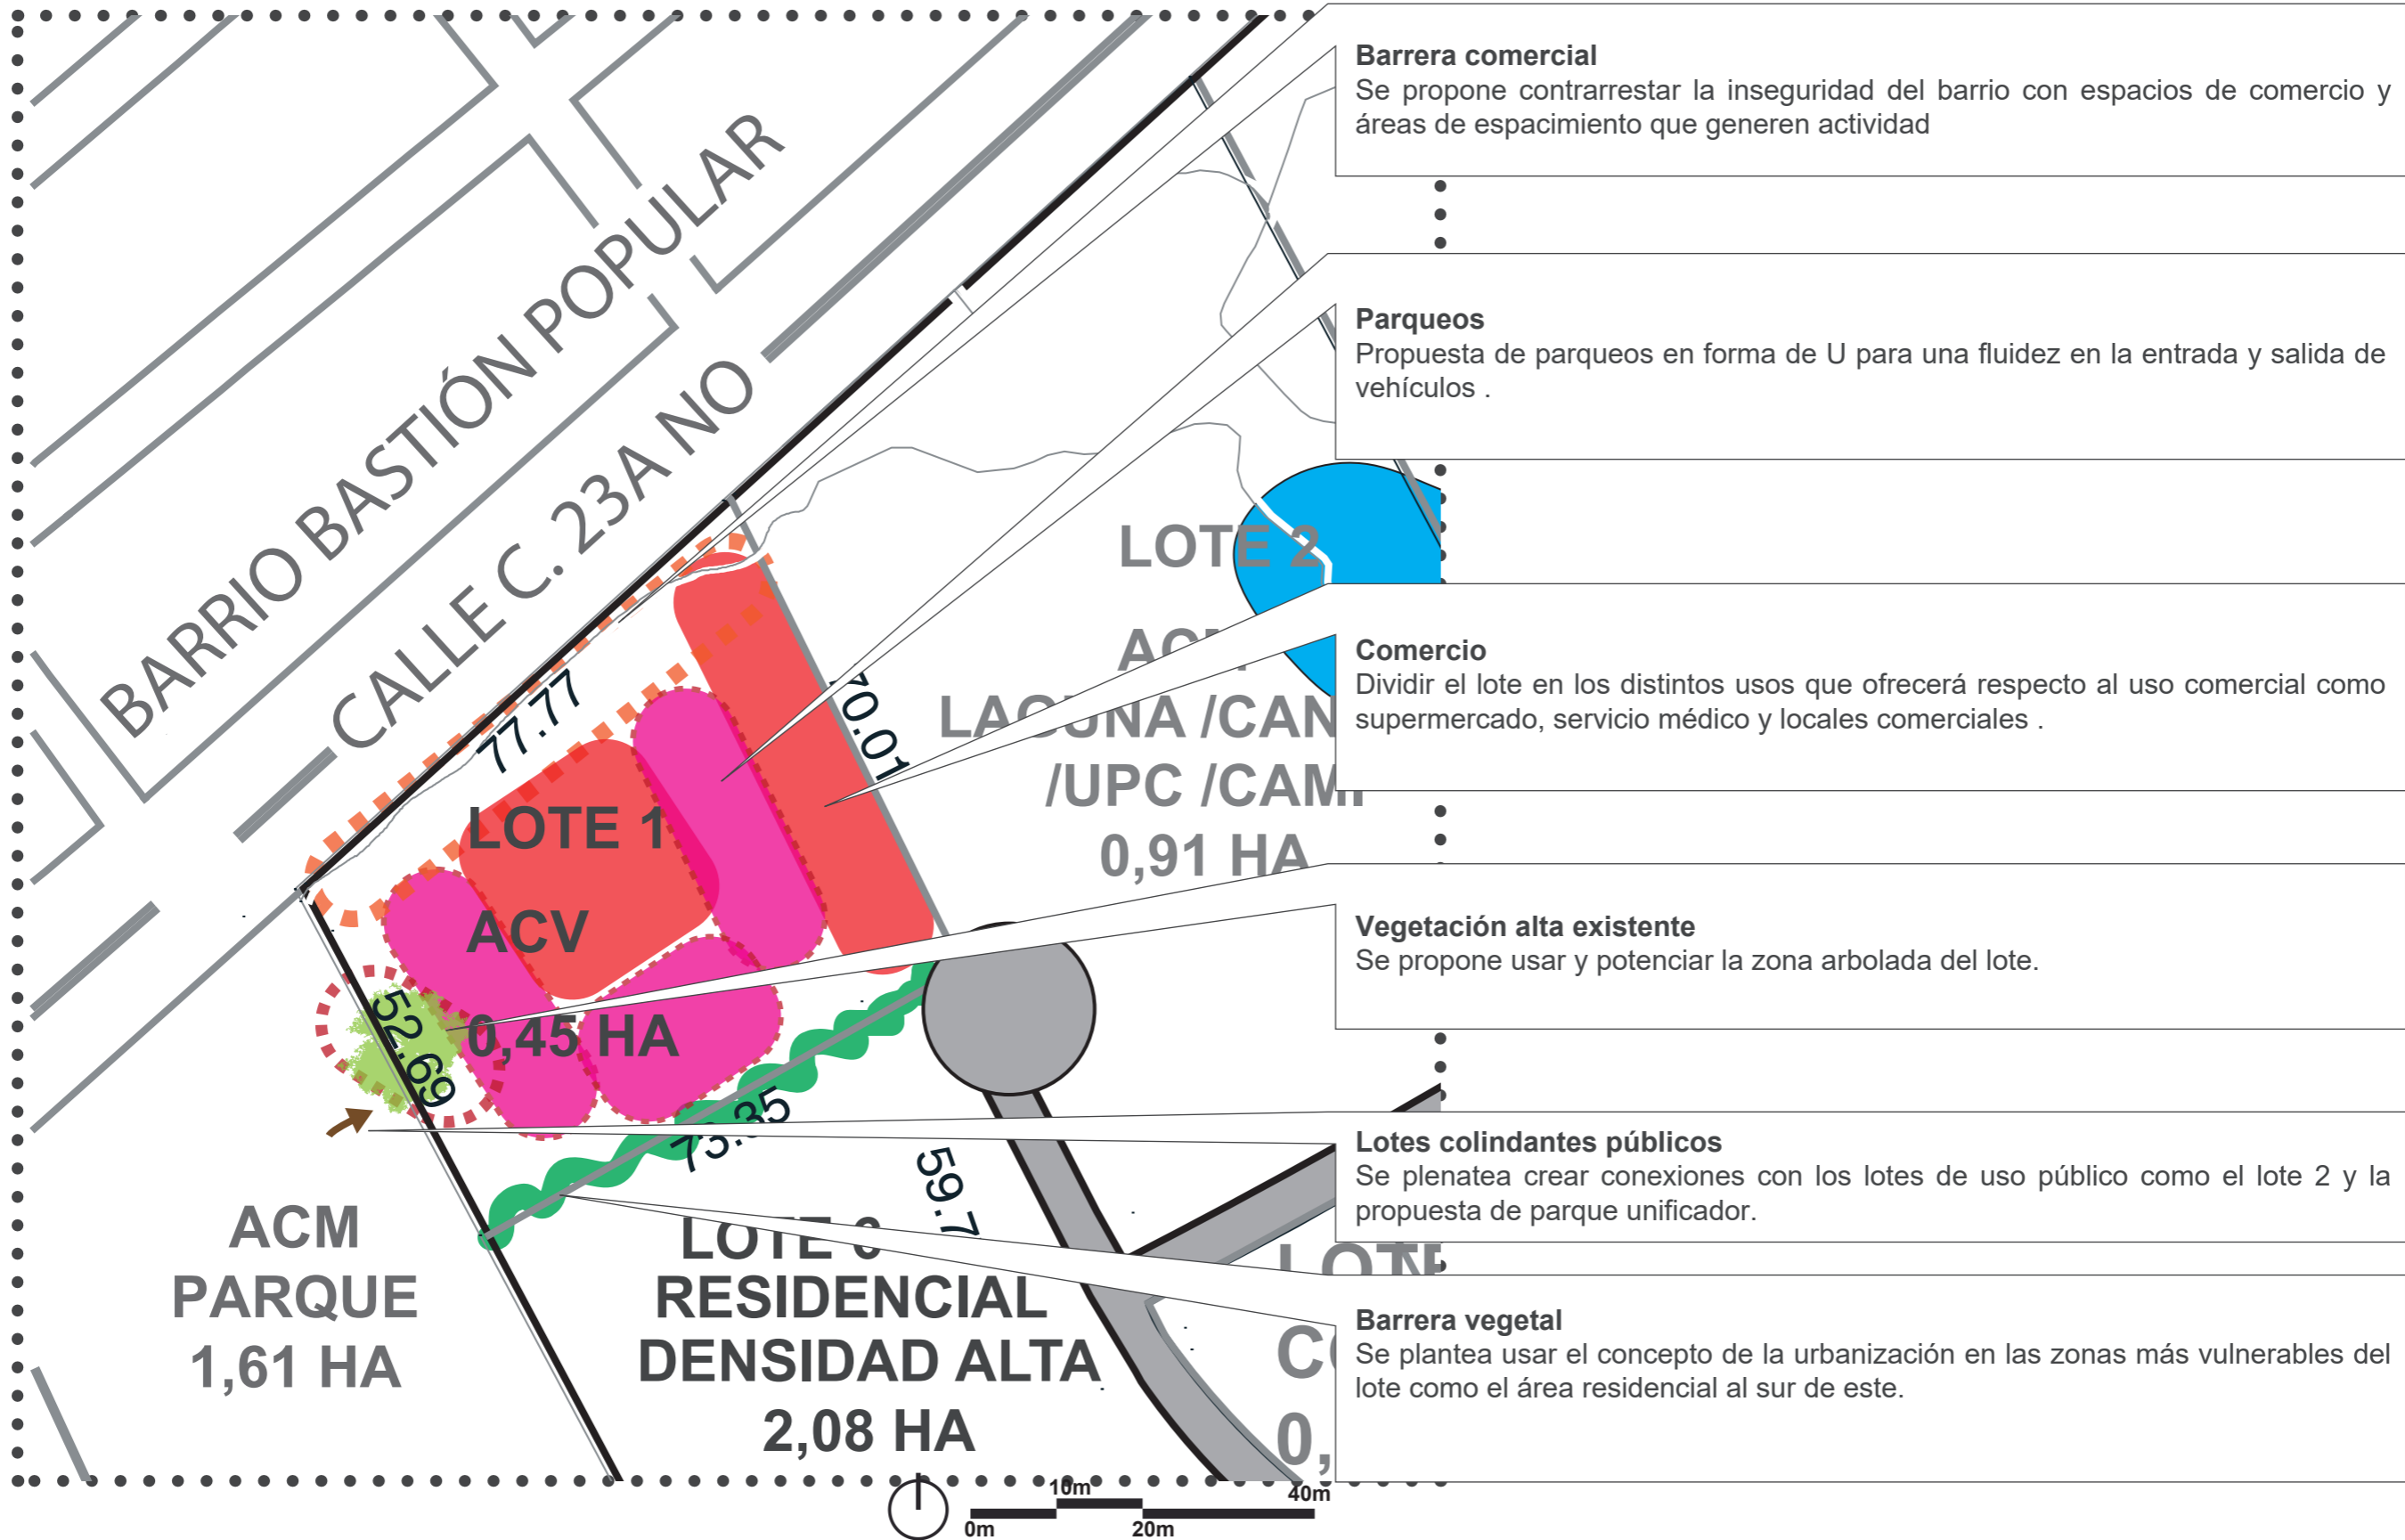 Barrera comercial
Se propone contrarrestar la inseguridad del barrio con espacios de comercio y
áreas de espacimiento que generen actividad
Parqueos
Propuesta de parqueos en forma de U para una fluidez en la entrada y salida de
vehículos .
Comercio
Dividir el lote en los distintos usos que ofrecerá respecto al uso comercial como
supermercado, servicio médico y locales comerciales .
Vegetación alta existente
Se propone usar y potenciar la zona arbolada del lote.
Lotes colindantes públicos
Se plenatea crear conexiones con los lotes de uso público como el lote 2 y la
propuesta de parque unificador.
Barrera vegetal
Se plantea usar el concepto de la urbanización en las zonas más vulnerables del
lote como el área residencial al sur de este.
BARRIO BASTIÓN POPULAR
CALLE C. 23A NO
77.77
70.01
52.69
73.35
59.7
LOTE 1
ACV
0,45 HA
LOTE 2
LAGUNA /CAN
/UPC
0,91 HA
ACM
PARQUE
1,61 HA
LOTE
RESIDENCIAL
DENSIDAD ALTA
2,08 HA
0,
0m
10m
20m
40m